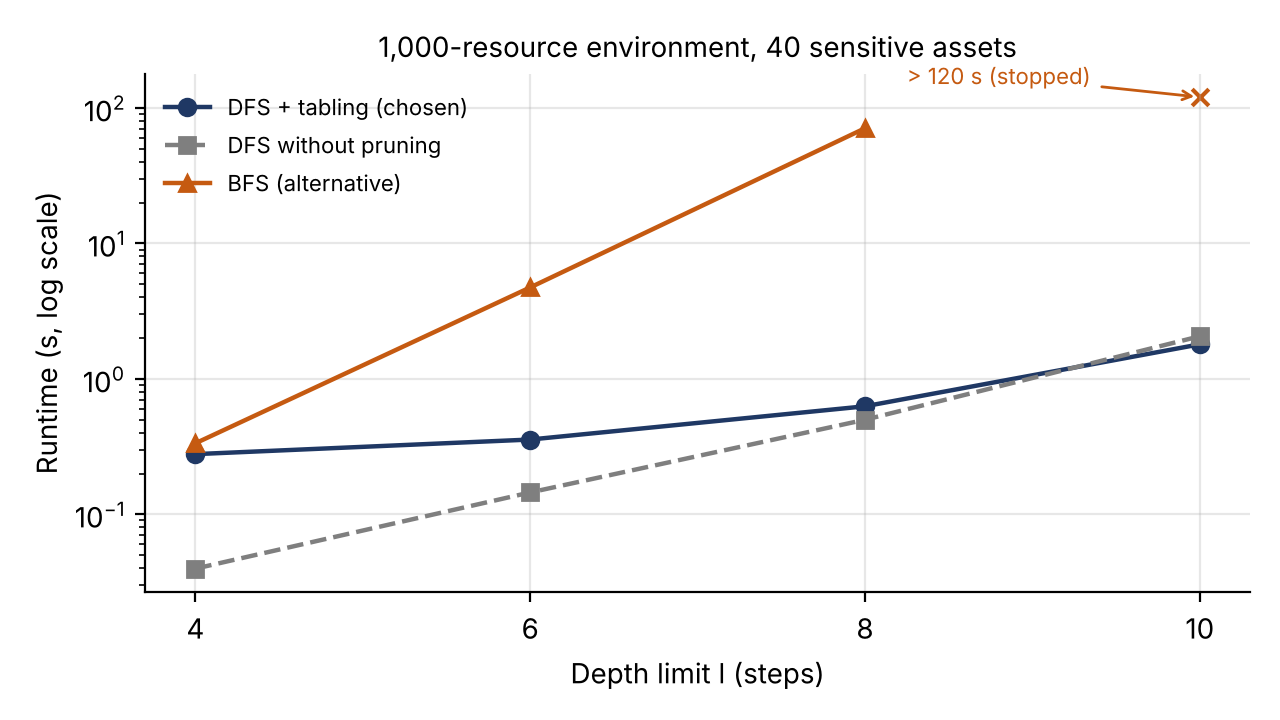 1,000-resource environment, 40 sensitive assets
> 120 s (stopped)
DFS + tabling (chosen)
DFS without pruning
BFS (alternative)
Runtime (s, log scale)
10²
10¹
10⁰
10⁻¹
4 6 8 10
Depth limit l (steps)